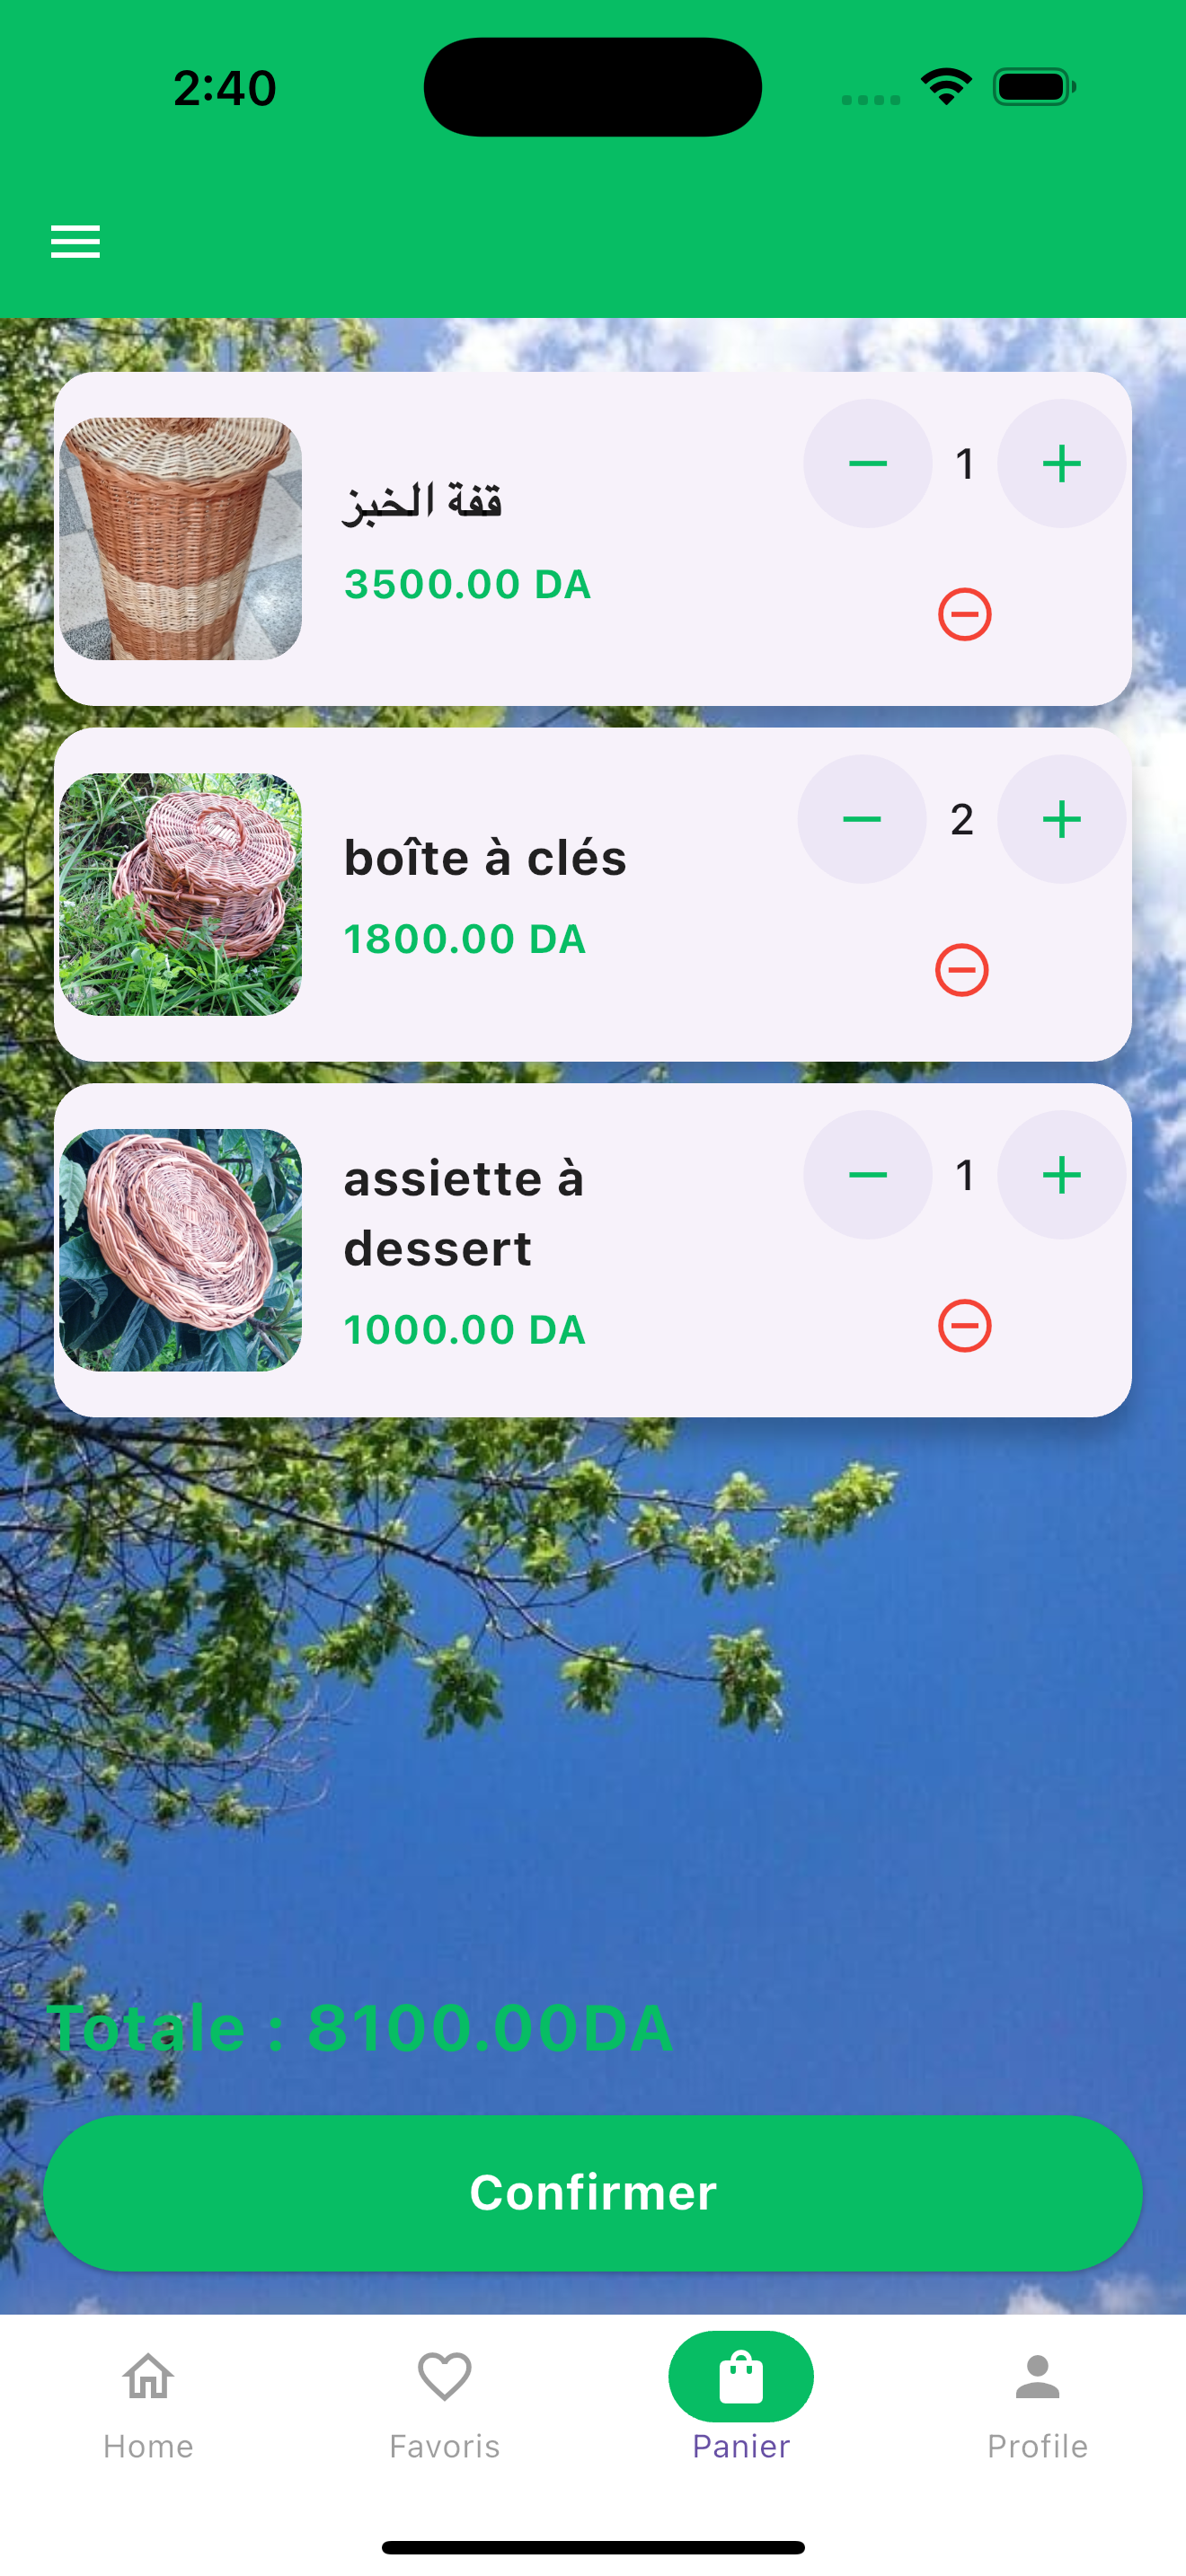 2:40
قفة الخبز
3500.00 DA
1
boîte à clés
1800.00 DA
2
assiette à
dessert
1000.00 DA
1
Totale : 8100.00DA
Confirmer
Home
Favoris
Panier
Profile